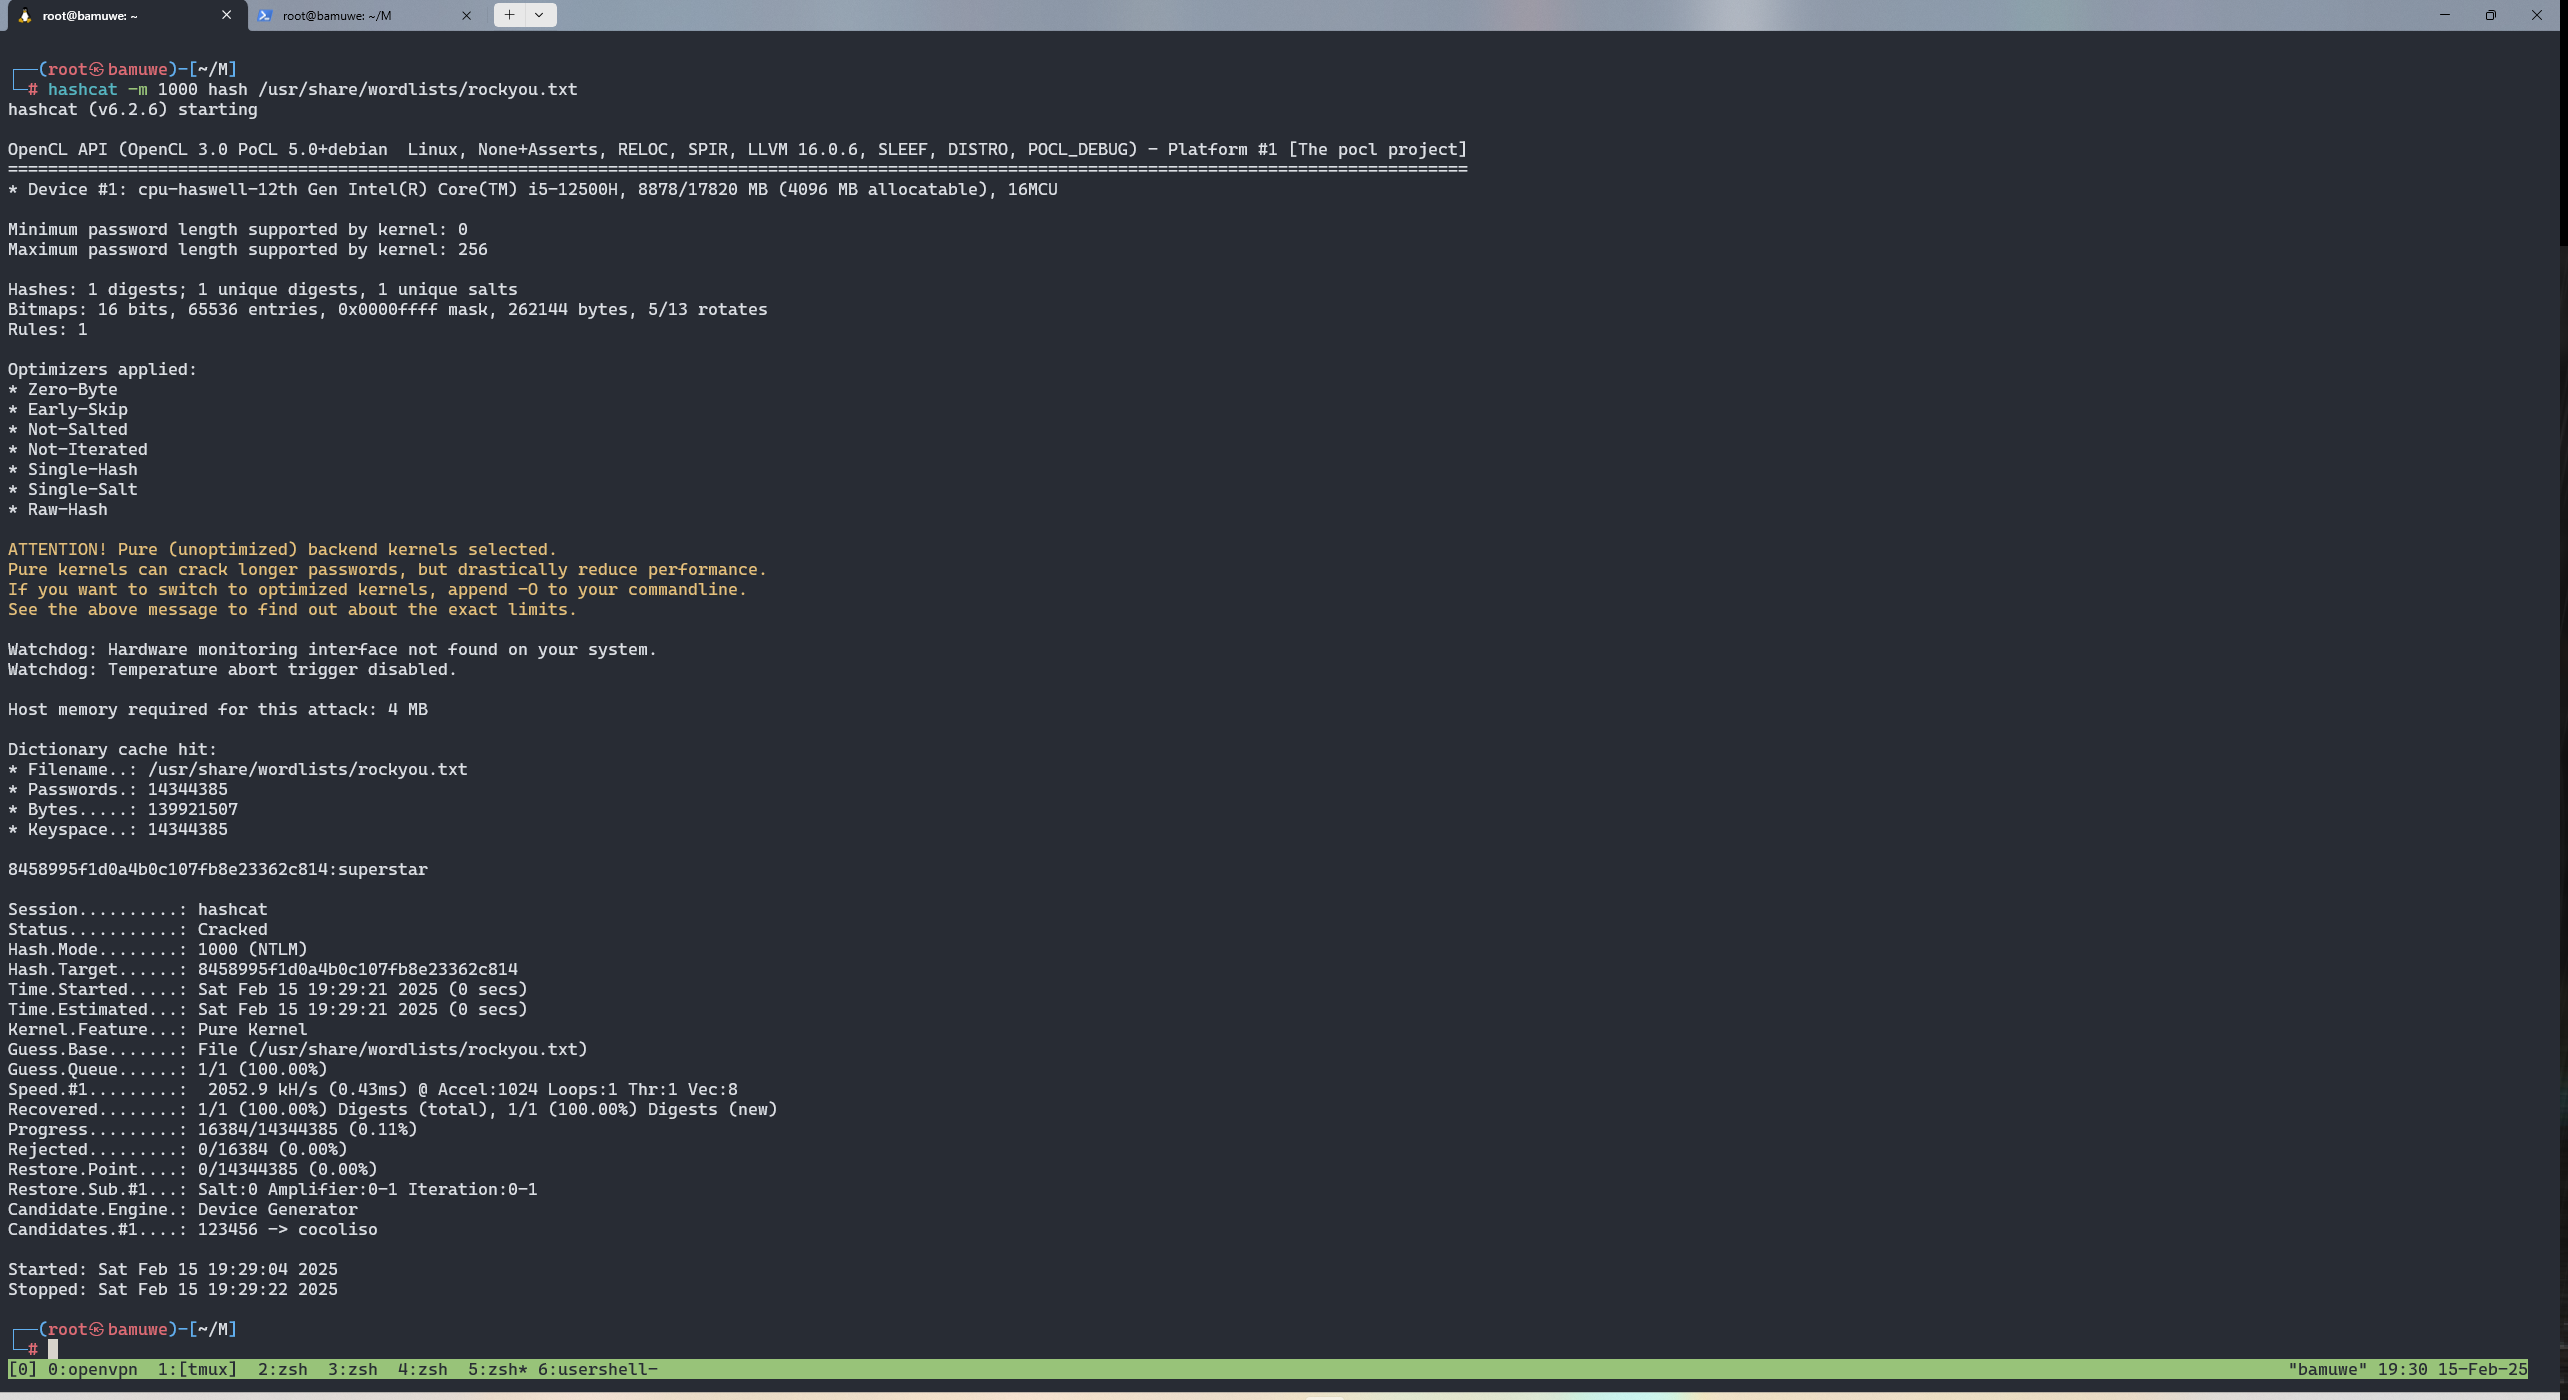 root@bamuwe: ~
root@bamuwe: ~/M
┌──(root㉿bamuwe)-[~/M]
└─# hashcat -m 1000 hash /usr/share/wordlists/rockyou.txt
hashcat (v6.2.6) starting
OpenCL API (OpenCL 3.0 PoCL 5.0+debian  Linux, None+Asserts, RELOC, SPIR, LLVM 16.0.6, SLEEF, DISTRO, POCL_DEBUG) - Platform #1 [The pocl project]
==================================================================================================================================================
* Device #1: cpu-haswell-12th Gen Intel(R) Core(TM) i5-12500H, 8878/17820 MB (4096 MB allocatable), 16MCU
Minimum password length supported by kernel: 0
Maximum password length supported by kernel: 256
Hashes: 1 digests; 1 unique digests, 1 unique salts
Bitmaps: 16 bits, 65536 entries, 0x0000ffff mask, 262144 bytes, 5/13 rotates
Rules: 1
Optimizers applied:
* Zero-Byte
* Early-Skip
* Not-Salted
* Not-Iterated
* Single-Hash
* Single-Salt
* Raw-Hash
ATTENTION! Pure (unoptimized) backend kernels selected.
Pure kernels can crack longer passwords, but drastically reduce performance.
If you want to switch to optimized kernels, append -O to your commandline.
See the above message to find out about the exact limits.
Watchdog: Hardware monitoring interface not found on your system.
Watchdog: Temperature abort trigger disabled.
Host memory required for this attack: 4 MB
Dictionary cache hit:
* Filename..: /usr/share/wordlists/rockyou.txt
* Passwords.: 14344385
* Bytes.....: 139921507
* Keyspace..: 14344385
8458995f1d0a4b0c107fb8e23362c814:superstar
Session..........: hashcat
Status...........: Cracked
Hash.Mode........: 1000 (NTLM)
Hash.Target......: 8458995f1d0a4b0c107fb8e23362c814
Time.Started.....: Sat Feb 15 19:29:21 2025 (0 secs)
Time.Estimated...: Sat Feb 15 19:29:21 2025 (0 secs)
Kernel.Feature...: Pure Kernel
Guess.Base.......: File (/usr/share/wordlists/rockyou.txt)
Guess.Queue......: 1/1 (100.00%)
Speed.#1.........:  2052.9 kH/s (0.43ms) @ Accel:1024 Loops:1 Thr:1 Vec:8
Recovered........: 1/1 (100.00%) Digests (total), 1/1 (100.00%) Digests (new)
Progress.........: 16384/14344385 (0.11%)
Rejected.........: 0/16384 (0.00%)
Restore.Point....: 0/14344385 (0.00%)
Restore.Sub.#1...: Salt:0 Amplifier:0-1 Iteration:0-1
Candidate.Engine.: Device Generator
Candidates.#1....: 123456 -> cocoliso
Started: Sat Feb 15 19:29:04 2025
Stopped: Sat Feb 15 19:29:22 2025
┌──(root㉿bamuwe)-[~/M]
└─#
[0] 0:openvpn  1:[tmux]  2:zsh  3:zsh  4:zsh  5:zsh* 6:usershell-  "bamuwe" 19:30 15-Feb-25